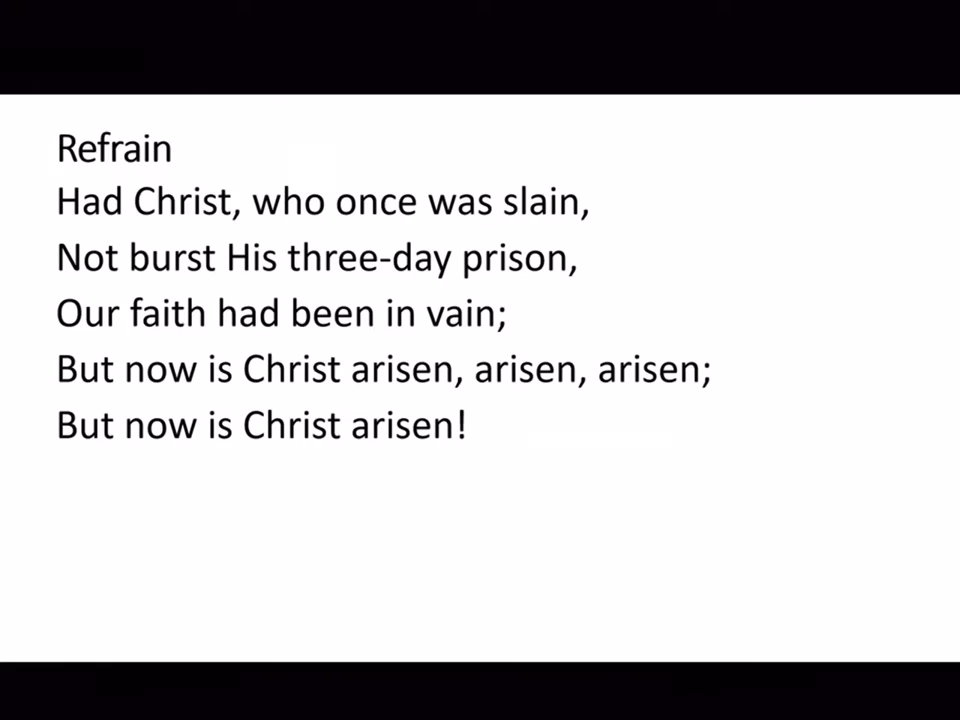 Refrain
Had Christ, who once was slain,
Not burst His three-day prison,
Our faith had been in vain;
But now is Christ arisen, arisen, arisen;
But now is Christ arisen!